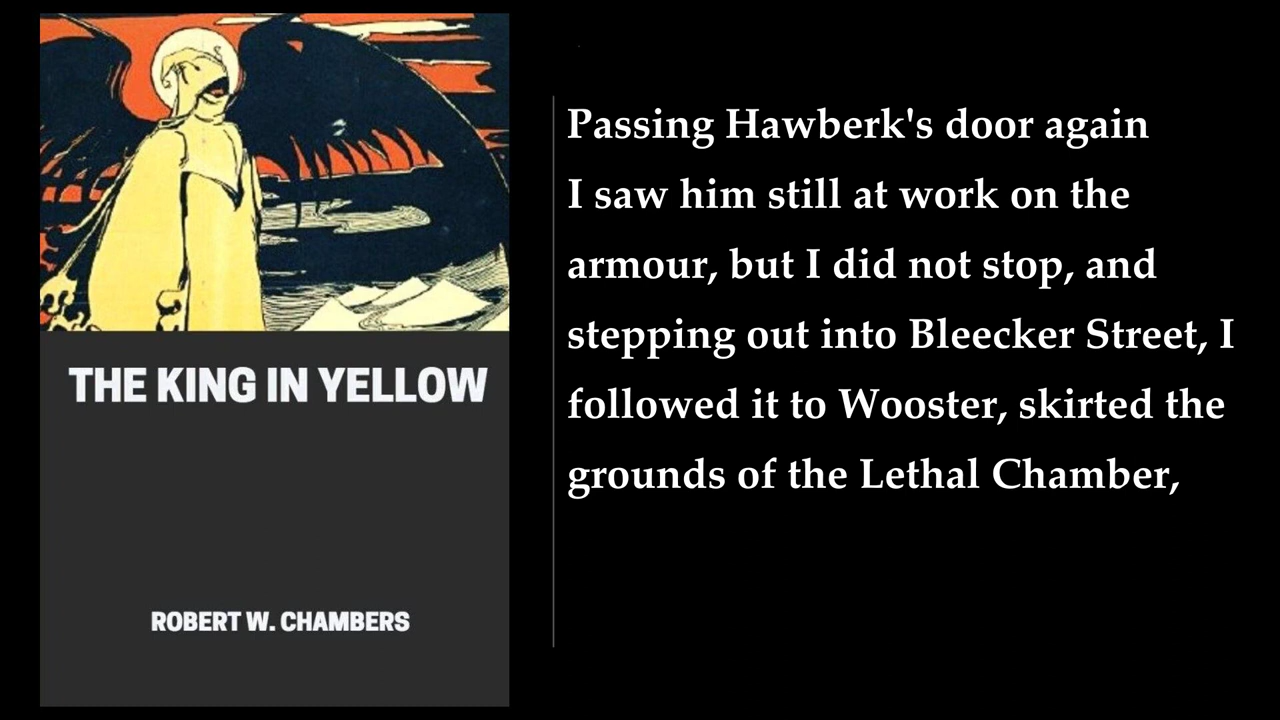 THE KING IN YELLOW
ROBERT W. CHAMBERS
Passing Hawberk's door again
I saw him still at work on the
armour, but I did not stop, and
stepping out into Bleecker Street, I
followed it to Wooster, skirted the
grounds of the Lethal Chamber,